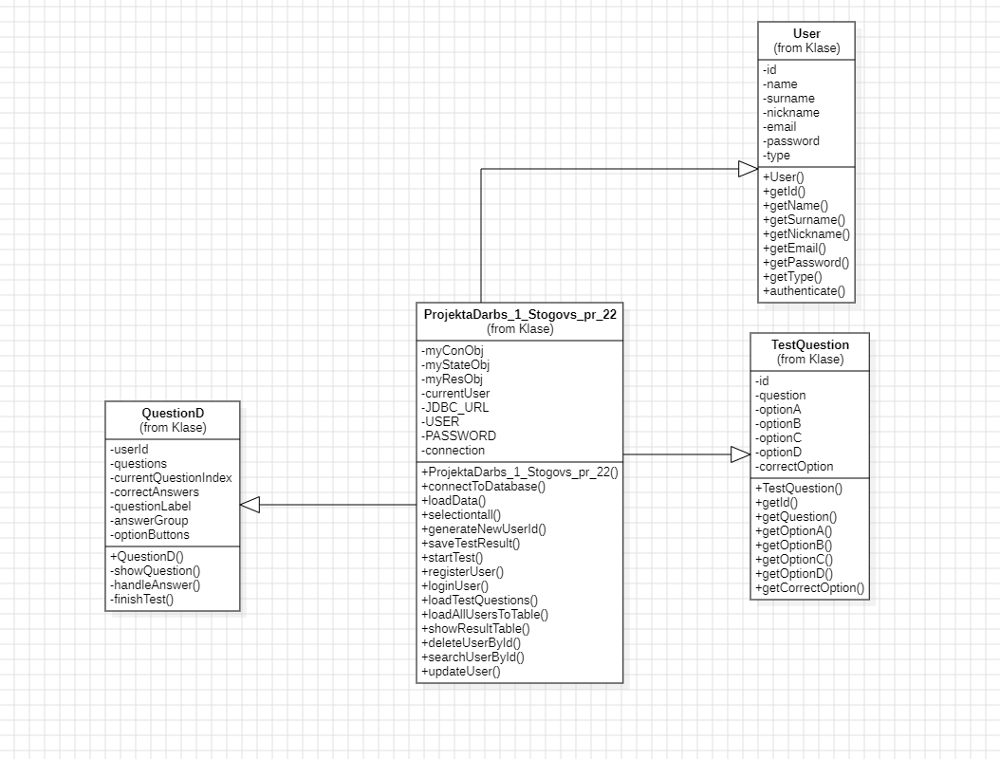 User
(from Klase)
-id
-name
-surname
-nickname
-email
-password
-type
+User()
+getId()
+getName()
+getSurname()
+getNickname()
+getEmail()
+getPassword()
+getType()
+authenticate()
ProjektaDarbs_1_Stogovs_pr_22
(from Klase)
-myConObj
-myStateObj
-myResObj
-currentUser
-JDBC_URL
-USER
-PASSWORD
-connection
+ProjektaDarbs_1_Stogovs_pr_22()
+connectToDatabase()
+loadData()
+selectiontall()
+generateNewUserId()
+saveTestResult()
+startTest()
+registerUser()
+loginUser()
+loadTestQuestions()
+loadAllUsersToTable()
+showResultTable()
+deleteUserById()
+searchUserById()
+updateUser()
TestQuestion
(from Klase)
-id
-question
-optionA
-optionB
-optionC
-optionD
-correctOption
+TestQuestion()
+getId()
+getQuestion()
+getOptionA()
+getOptionB()
+getOptionC()
+getOptionD()
+getCorrectOption()
QuestionD
(from Klase)
-userId
-questions
-currentQuestionIndex
-correctAnswers
-questionLabel
-answerGroup
-optionButtons
+QuestionD()
-showQuestion()
-handleAnswer()
-finishTest()